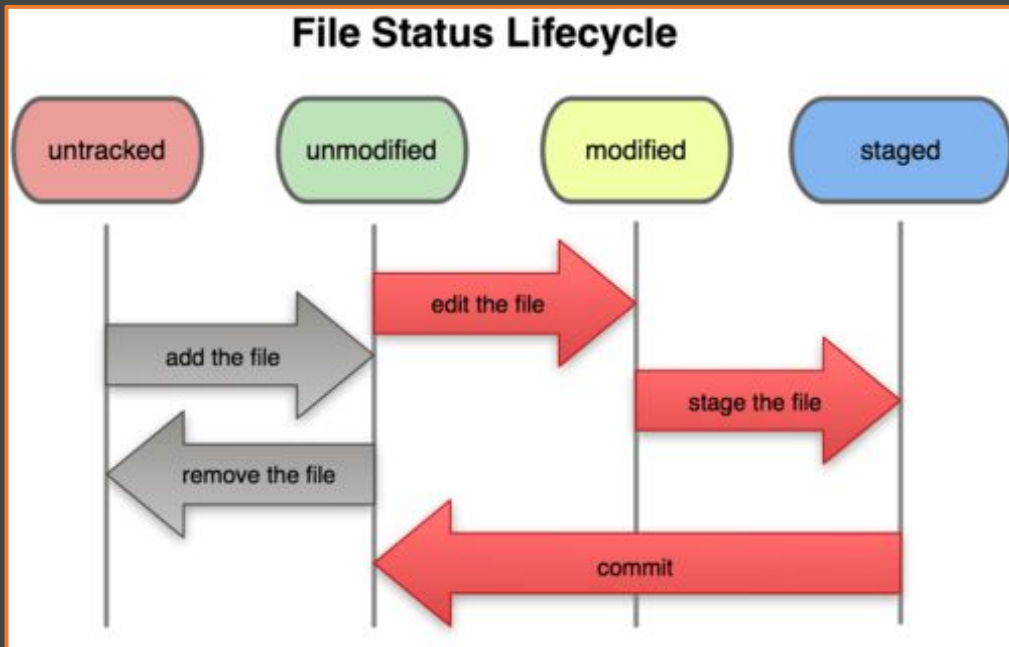 File Status Lifecycle
untracked
unmodified
modified
staged
edit the file
add the file
stage the file
remove the file
commit